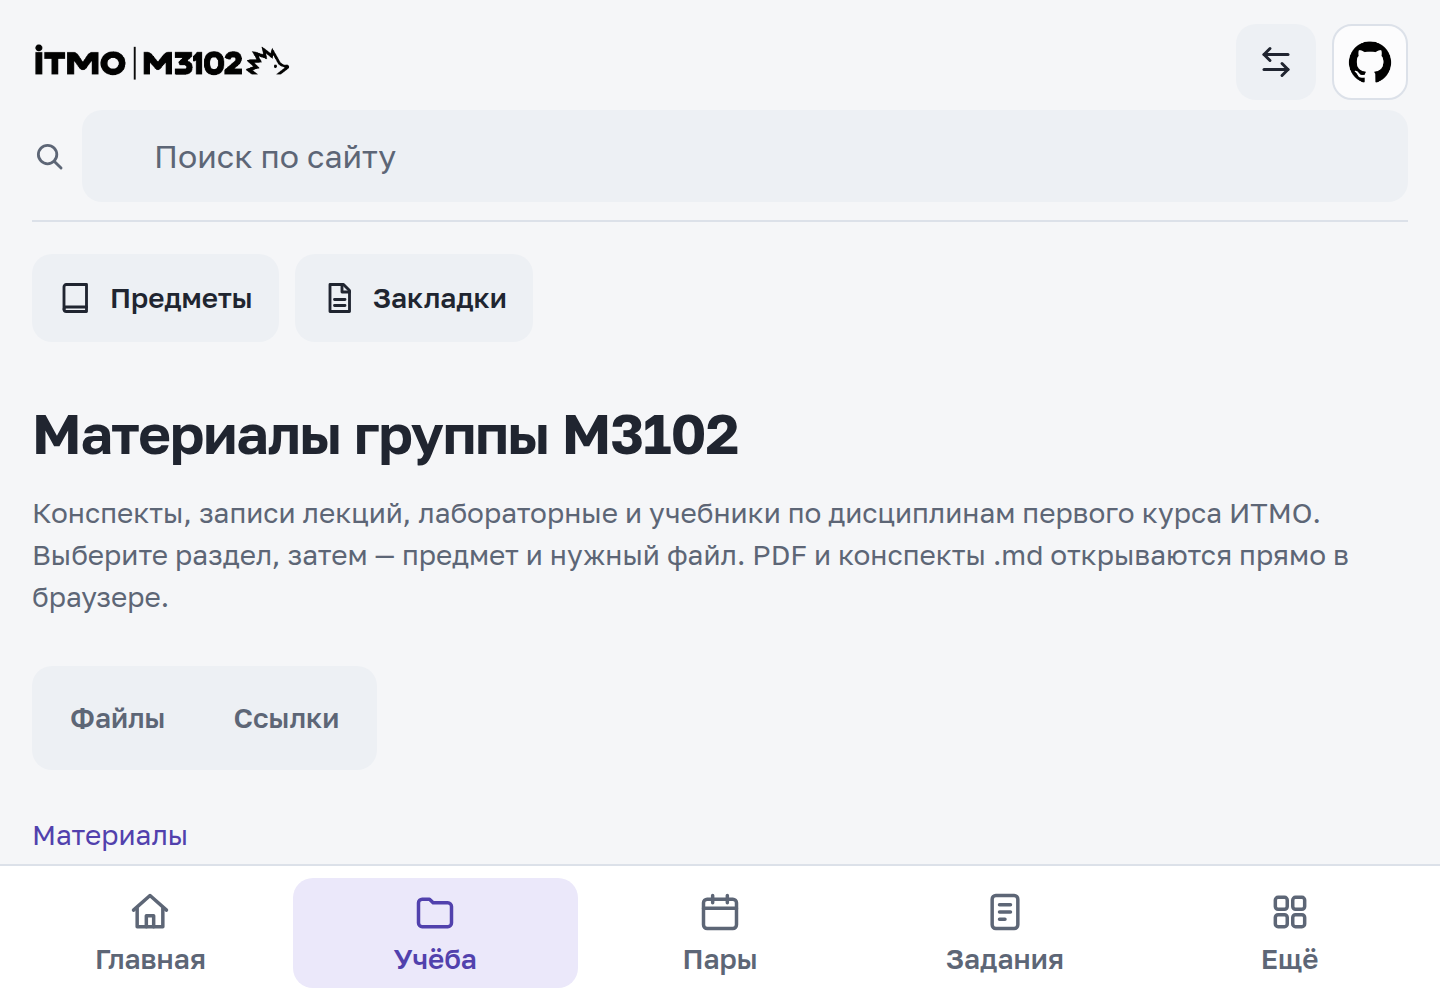 iTMO | M3102
Поиск по сайту
Предметы
Закладки
Материалы группы M3102
Конспекты, записи лекций, лабораторные и учебники по дисциплинам первого курса ИТМО.
Выберите раздел, затем — предмет и нужный файл. PDF и конспекты .md открываются прямо в
браузере.
Файлы
Ссылки
Материалы
Главная
Учёба
Пары
Задания
Ещё